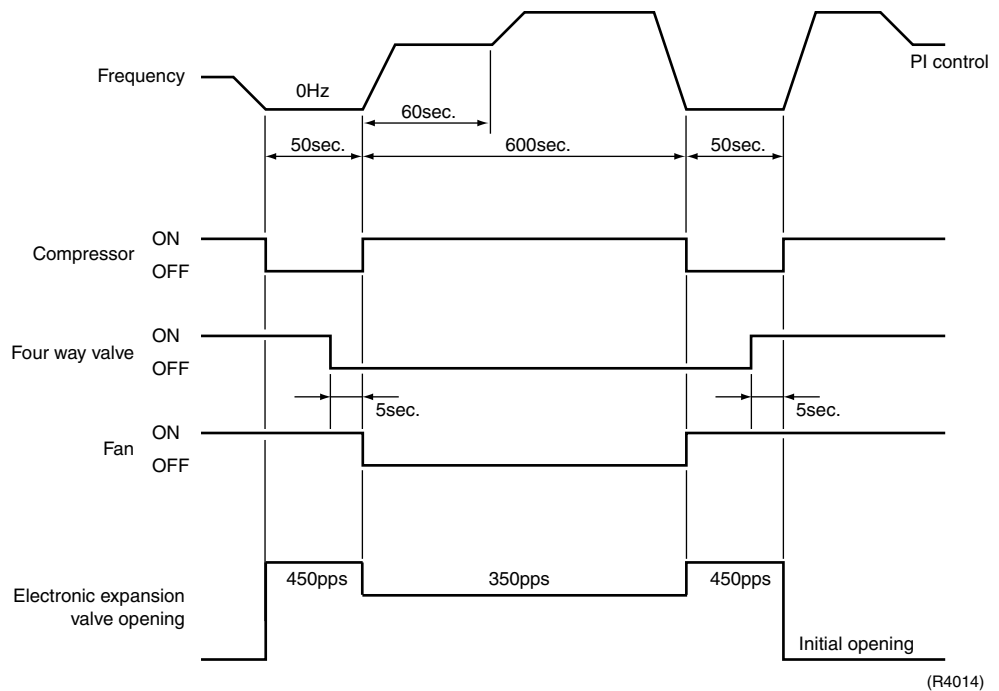 Frequency
0Hz
PI control
60sec.
50sec.
600sec.
50sec.
Compressor
ON
OFF
Four way valve
ON
OFF
5sec.
5sec.
Fan
ON
OFF
Electronic expansion
valve opening
450pps
350pps
450pps
Initial opening
(R4014)